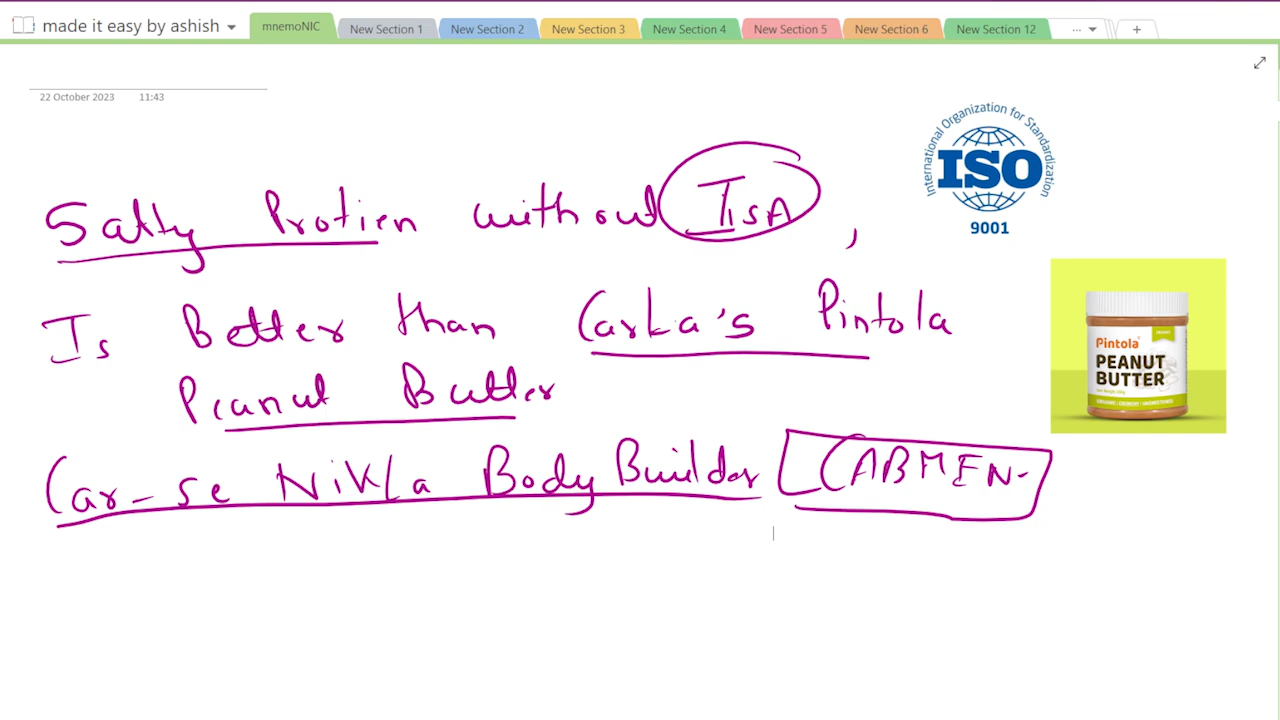 made it easy by ashish
mnemoNIC
New Section 1
New Section 2
New Section 3
New Section 4
New Section 5
New Section 6
New Section 12
...
+
22 October 2023 11:43
International Organization for Standardization
ISO
9001
Salty Protien without IISA,
Is Better than Carka's Pintola
Peanut Butter
Car-se Nikla Body Builder CABMEN-
Pintola
PEANUT
BUTTER